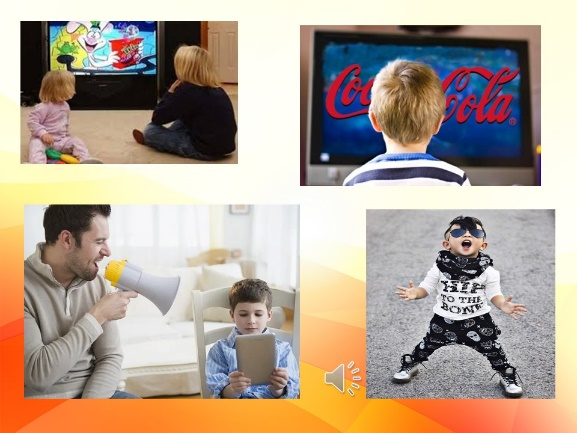 Coca Cola
HIP
TO THE
BONE